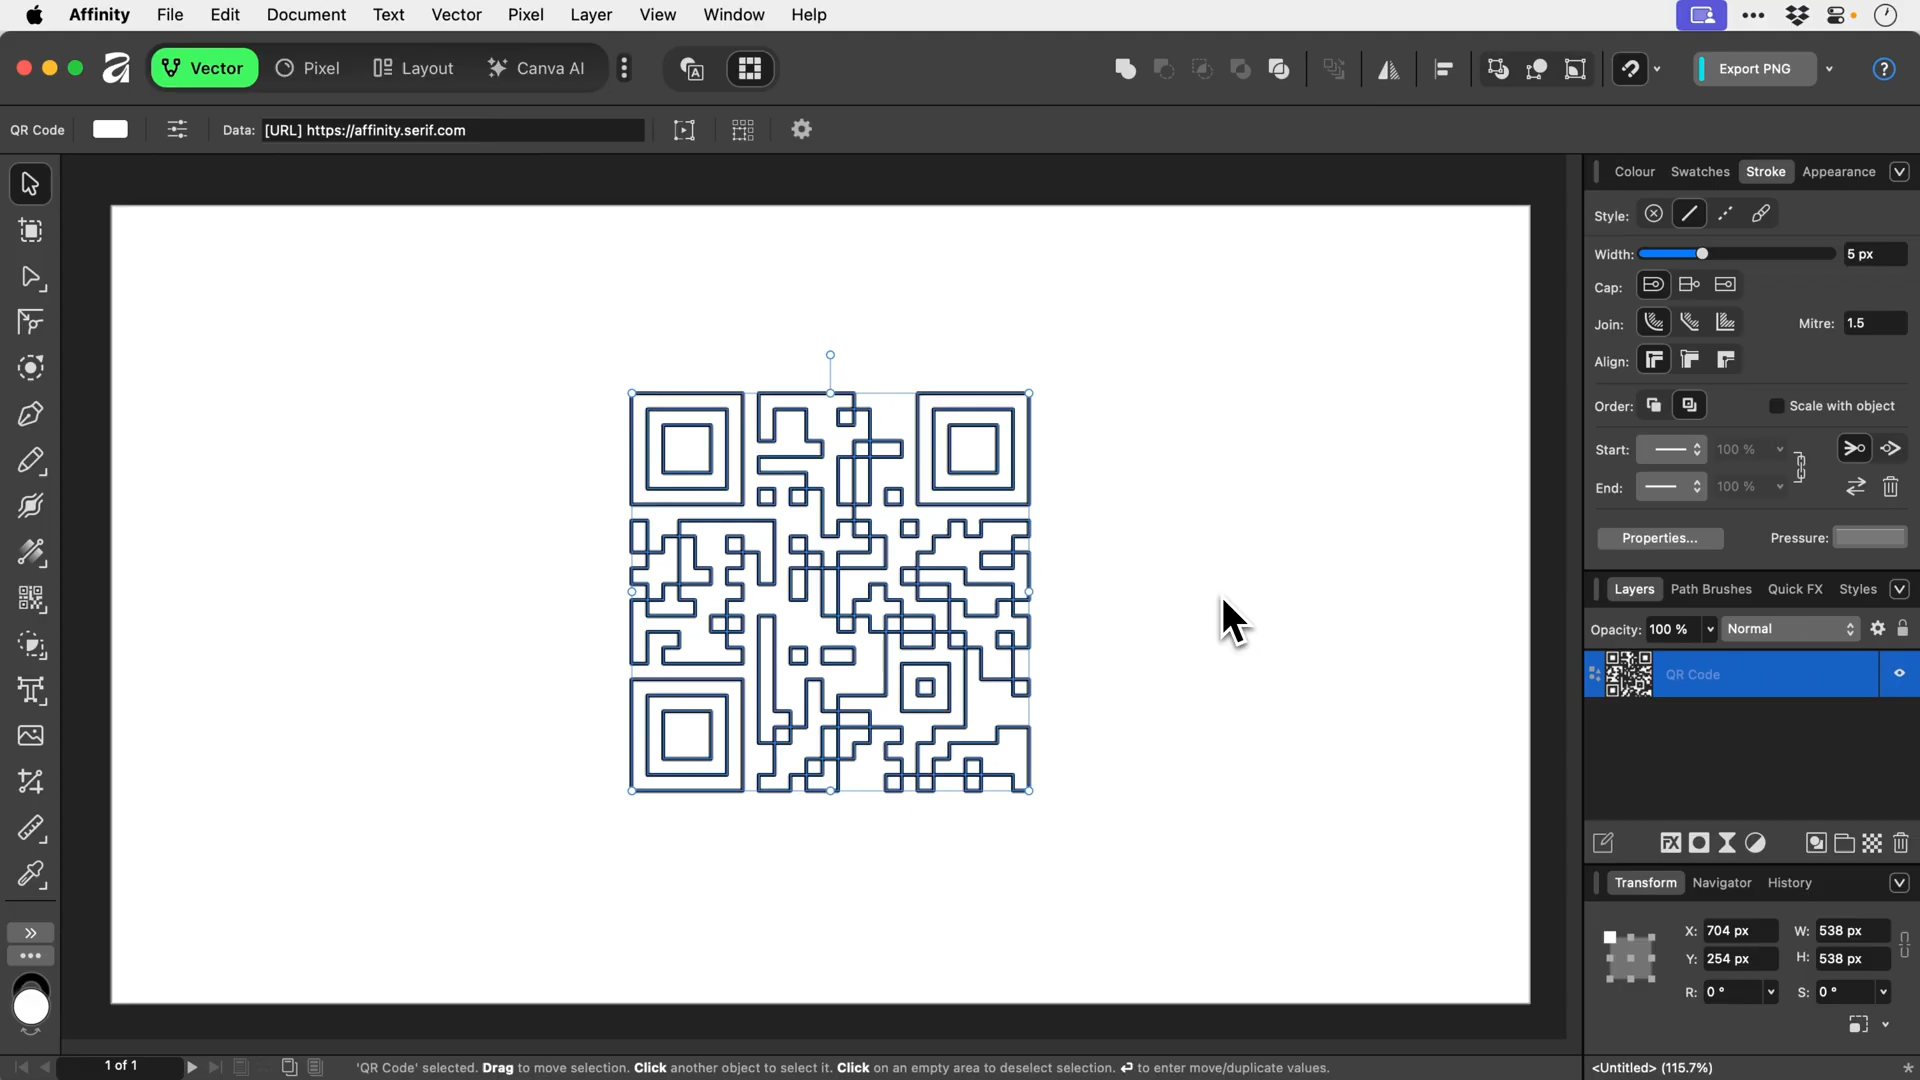 Affinity File Edit Document Text Vector Pixel Layer View Window Help
Vector Pixel Layout Canva AI Export PNG
QR Code Data: [URL] https://affinity.serif.com
Colour Swatches Stroke Appearance
Style:
Width: 5 px
Cap:
Join: Mitre: 1.5
Align:
Order: Scale with object
Start: 100 %
End: 100 %
Properties... Pressure:
Layers Path Brushes Quick FX Styles
Opacity: 100 % Normal
QR Code
FX
Transform Navigator History
X: 704 px W: 538 px
Y: 254 px H: 538 px
R: 0 ° S: 0 °
1 of 1 'QR Code' selected. Drag to move selection. Click another object to select it. Click on an empty area to deselect selection. ⏎ to enter move/duplicate values.
<Untitled> (115.7%)